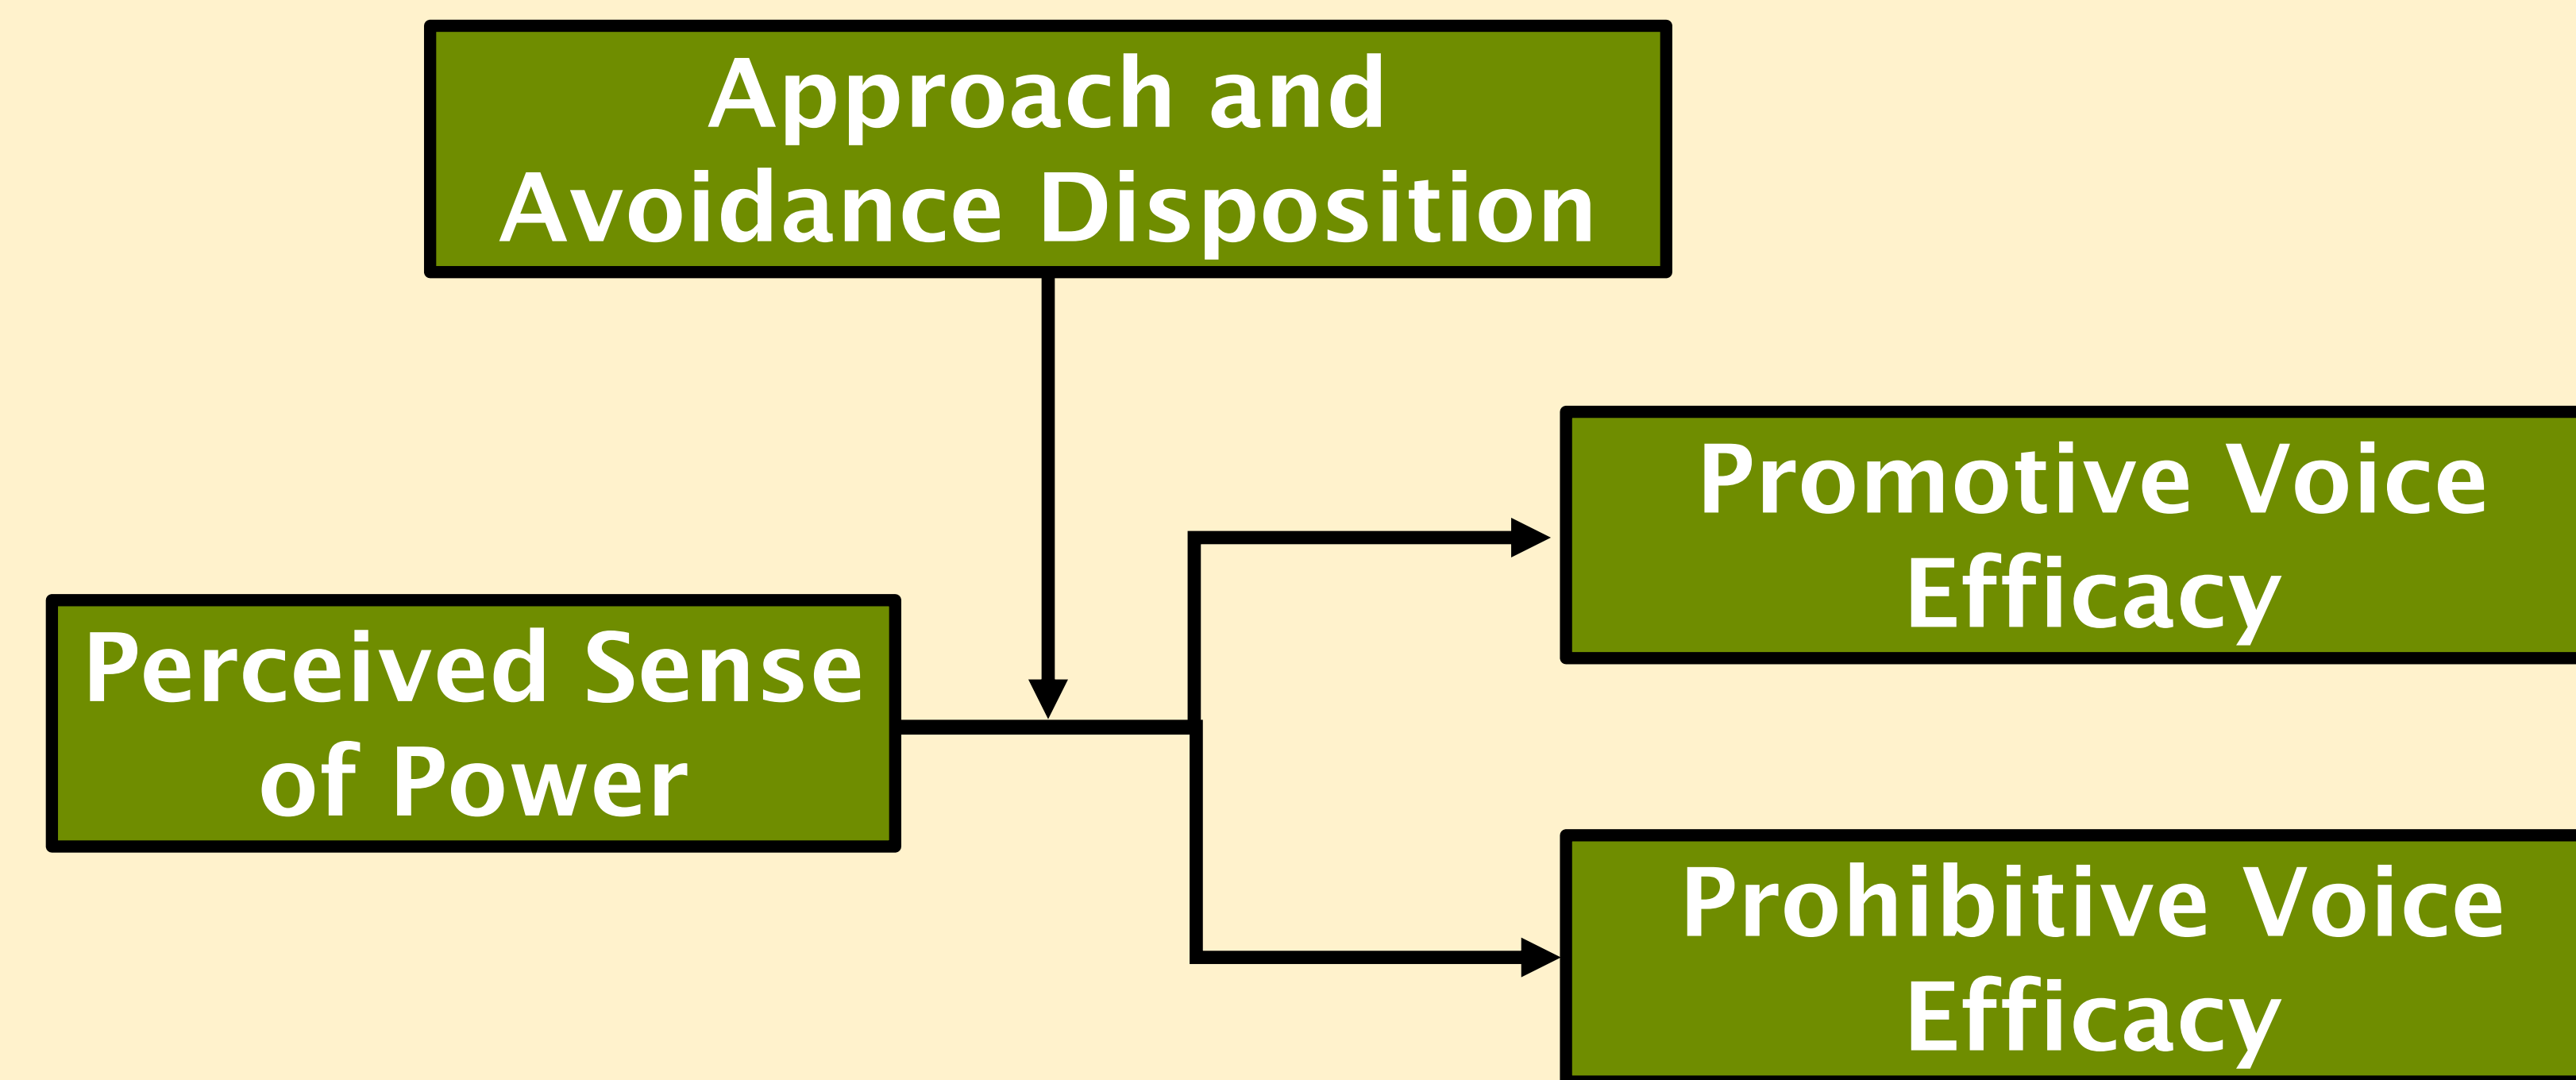 Approach and
Avoidance Disposition
Promotive Voice
Efficacy
Perceived Sense
of Power
Prohibitive Voice
Efficacy